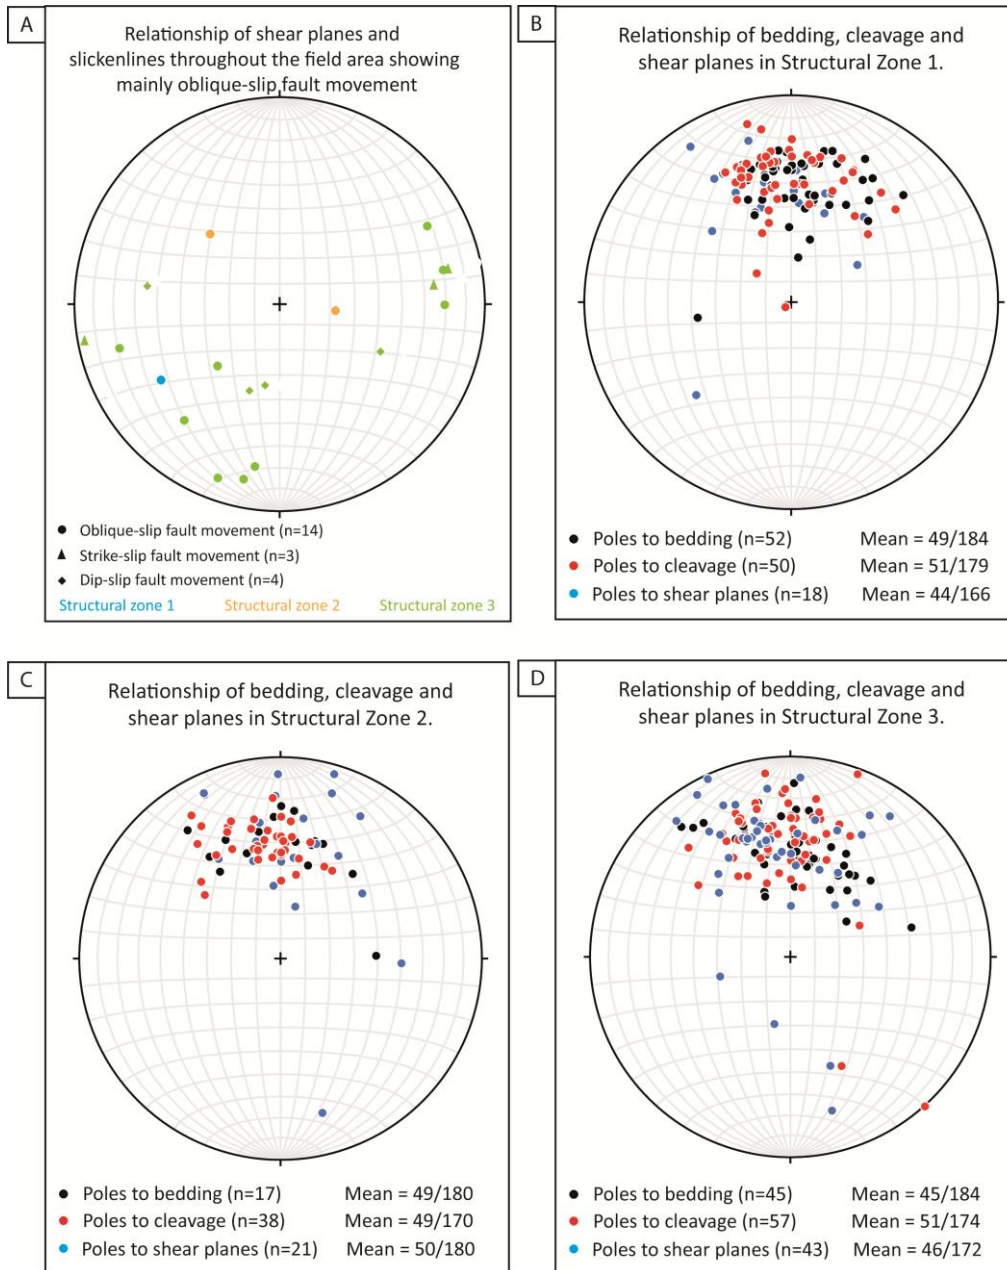 A
Relationship of shear planes and
slickenlines throughout the field area showing
mainly oblique-slip fault movement
Oblique-slip fault movement (n=14)
Strike-slip fault movement (n=3)
Dip-slip fault movement (n=4)
Structural zone 1 Structural zone 2 Structural zone 3
B
Relationship of bedding, cleavage and
shear planes in Structural Zone 1.
Poles to bedding (n=52) Mean = 49/184
Poles to cleavage (n=50) Mean = 51/179
Poles to shear planes (n=18) Mean = 44/166
C
Relationship of bedding, cleavage and
shear planes in Structural Zone 2.
Poles to bedding (n=17) Mean = 49/180
Poles to cleavage (n=38) Mean = 49/170
Poles to shear planes (n=21) Mean = 50/180
D
Relationship of bedding, cleavage and
shear planes in Structural Zone 3.
Poles to bedding (n=45) Mean = 45/184
Poles to cleavage (n=57) Mean = 51/174
Poles to shear planes (n=43) Mean = 46/172